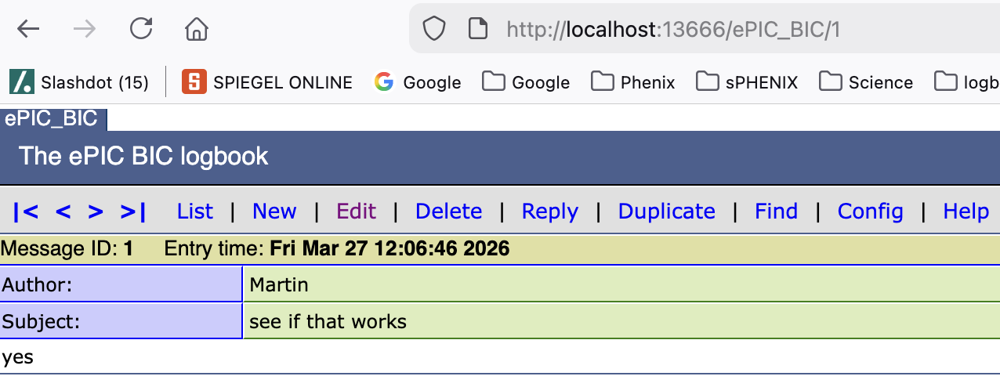 http://localhost:13666/ePIC_BIC/1
Slashdot (15) SPIEGEL ONLINE Google Google Phenix sPHENIX Science logb
ePIC_BIC
The ePIC BIC logbook
|< < > >| List | New | Edit | Delete | Reply | Duplicate | Find | Config | Help
Message ID: 1 Entry time: Fri Mar 27 12:06:46 2026
Author: Martin
Subject: see if that works
yes